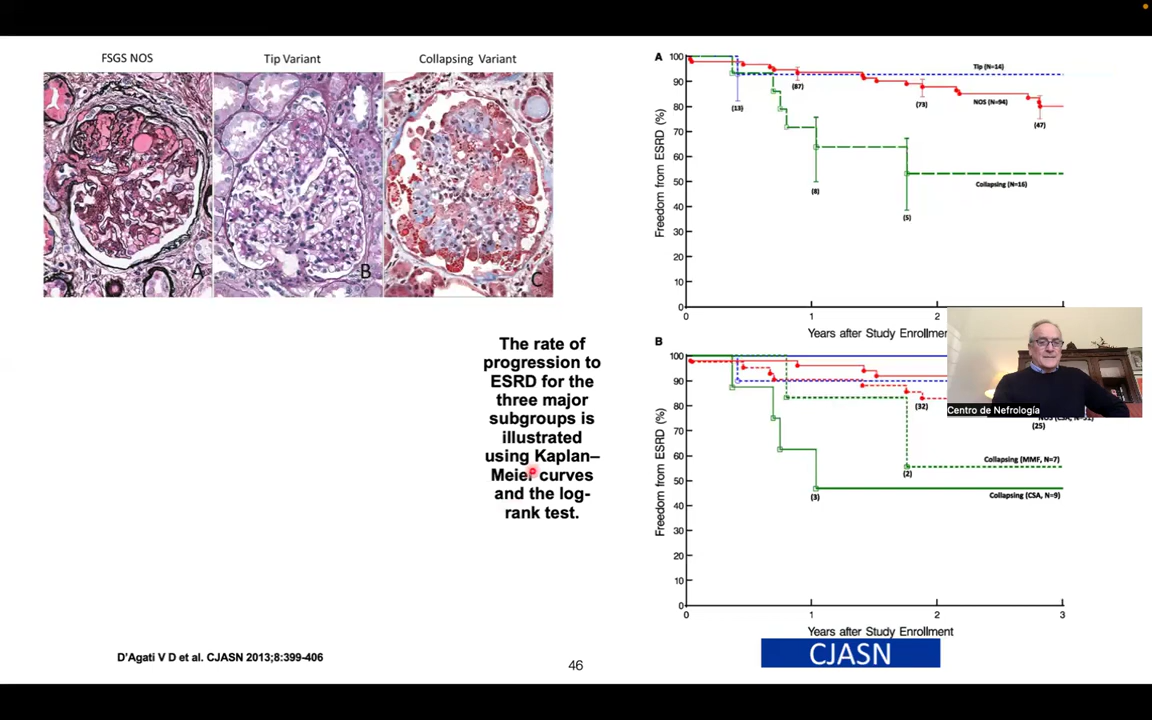 FSGS NOS
Tip Variant
Collapsing Variant
A
B
C
The rate of
progression to
ESRD for the
three major
subgroups is
illustrated
using Kaplan–
Meier curves
and the log-
rank test.
D'Agati V D et al. CJASN 2013;8:399-406
46
A
Freedom from ESRD (%)
100
90
80
70
60
50
40
30
20
10
0
Tip (N=14)
(87)
(13)
(73)
NOS (N=94)
(47)
(8)
Collapsing (N=16)
(5)
0
1
2
Years after Study Enrollment
B
Freedom from ESRD (%)
100
90
80
70
60
50
40
30
20
10
0
(32)
(25)
Collapsing (MMF, N=7)
(2)
Collapsing (CSA, N=9)
(3)
0
1
2
3
Years after Study Enrollment
CJASN
Centro de Nefrología